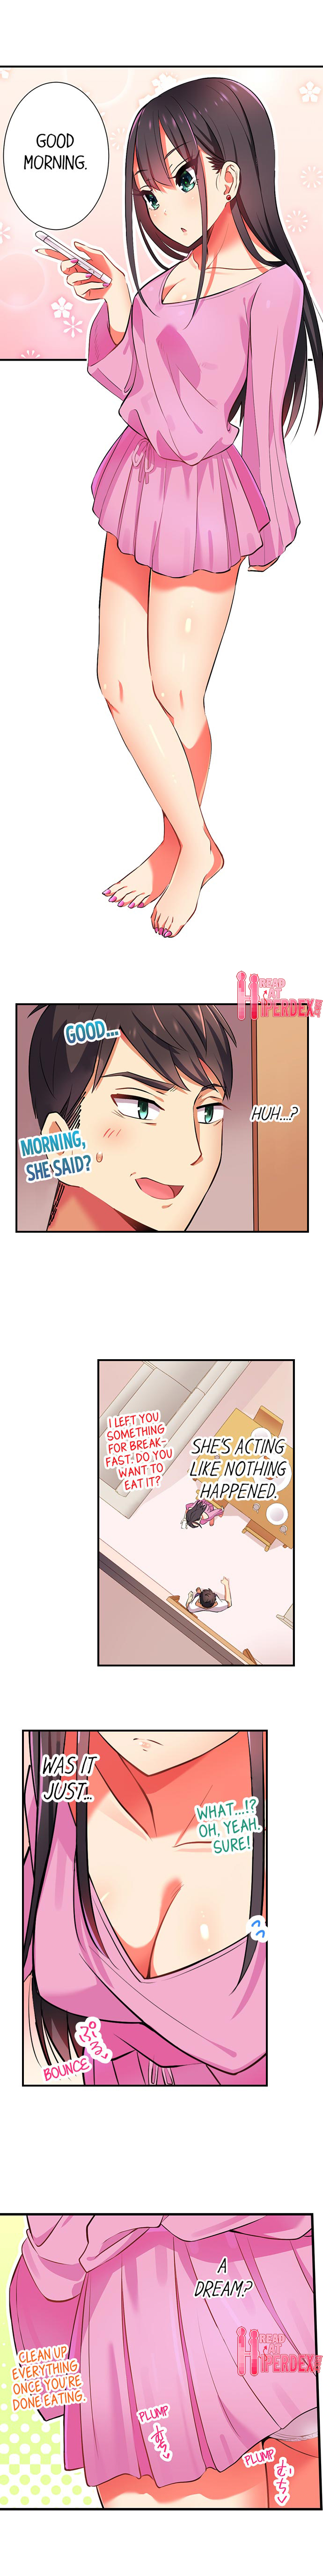 GOOD
MORNING.
READ
AT
HIPERDEX!!
GOOD...
HUH...?
MORNING,
SHE SAID?
I LEFT YOU
SOMETHING
FOR BREAK-
FAST. DO YOU
WANT TO
EAT IT?
SHE'S ACTING
LIKE NOTHING
HAPPENED.
WAS IT
JUST...
WHAT...!?
OH, YEAH,
SURE!
ぷる
BOUNCE
A
DREAM?
READ
AT
HIPERDEX!!
CLEAN UP
EVERYTHING
ONCE YOU'RE
DONE EATING.
PLUMP
むち
PLUMP
むち